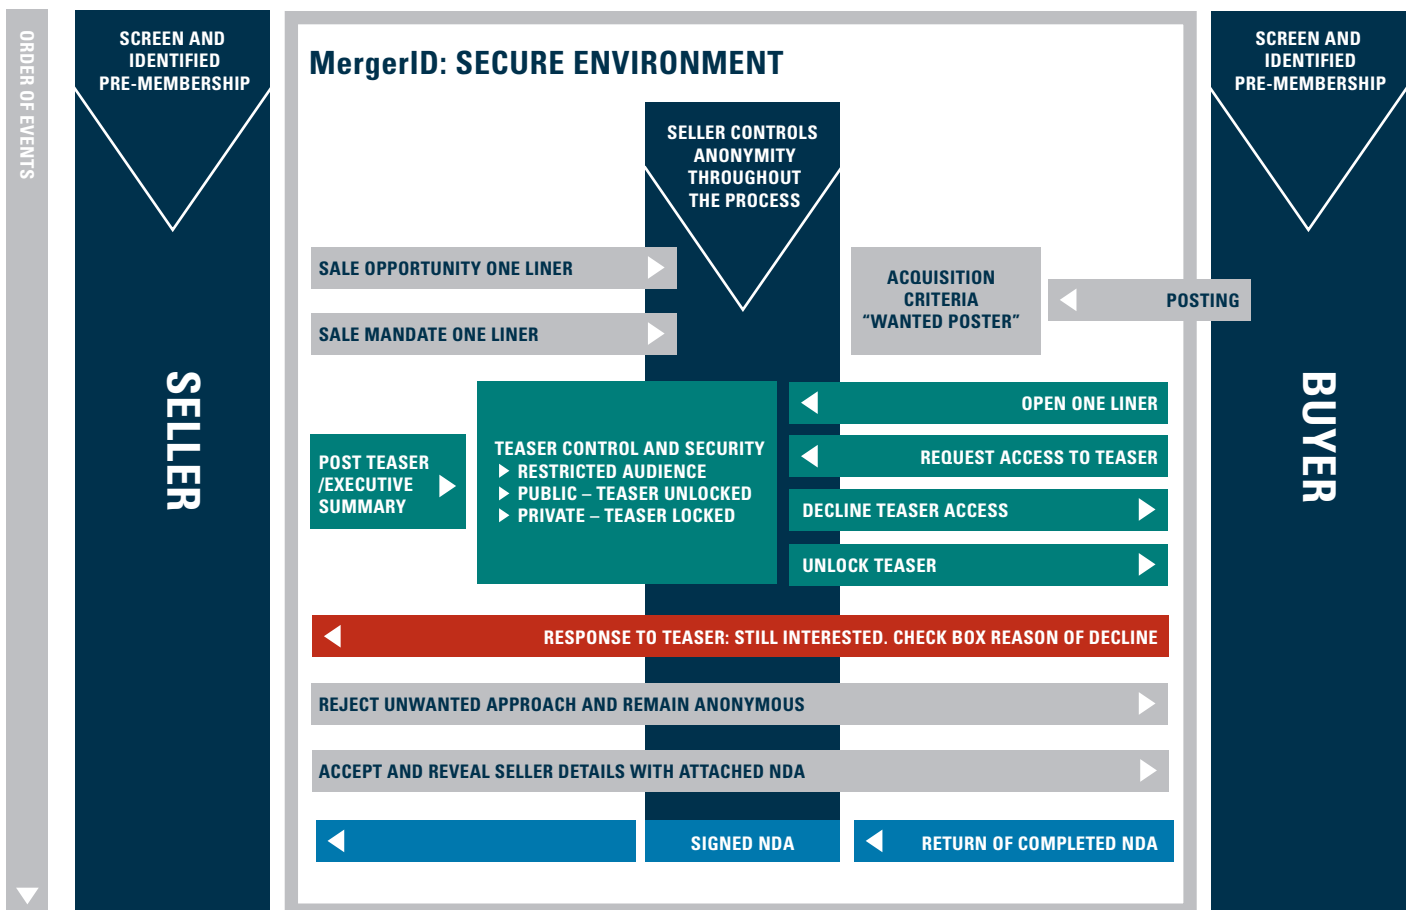 ORDER OF EVENTS
SCREEN AND
IDENTIFIED
PRE-MEMBERSHIP
SELLER
MergerID: SECURE ENVIRONMENT
SELLER CONTROLS
ANONYMITY
THROUGHOUT
THE PROCESS
SALE OPPORTUNITY ONE LINER
SALE MANDATE ONE LINER
ACQUISITION
CRITERIA
“WANTED POSTER”
POSTING
POST TEASER
/EXECUTIVE
SUMMARY
TEASER CONTROL AND SECURITY
RESTRICTED AUDIENCE
PUBLIC – TEASER UNLOCKED
PRIVATE – TEASER LOCKED
OPEN ONE LINER
REQUEST ACCESS TO TEASER
DECLINE TEASER ACCESS
UNLOCK TEASER
RESPONSE TO TEASER: STILL INTERESTED. CHECK BOX REASON OF DECLINE
REJECT UNWANTED APPROACH AND REMAIN ANONYMOUS
ACCEPT AND REVEAL SELLER DETAILS WITH ATTACHED NDA
SIGNED NDA
RETURN OF COMPLETED NDA
SCREEN AND
IDENTIFIED
PRE-MEMBERSHIP
BUYER